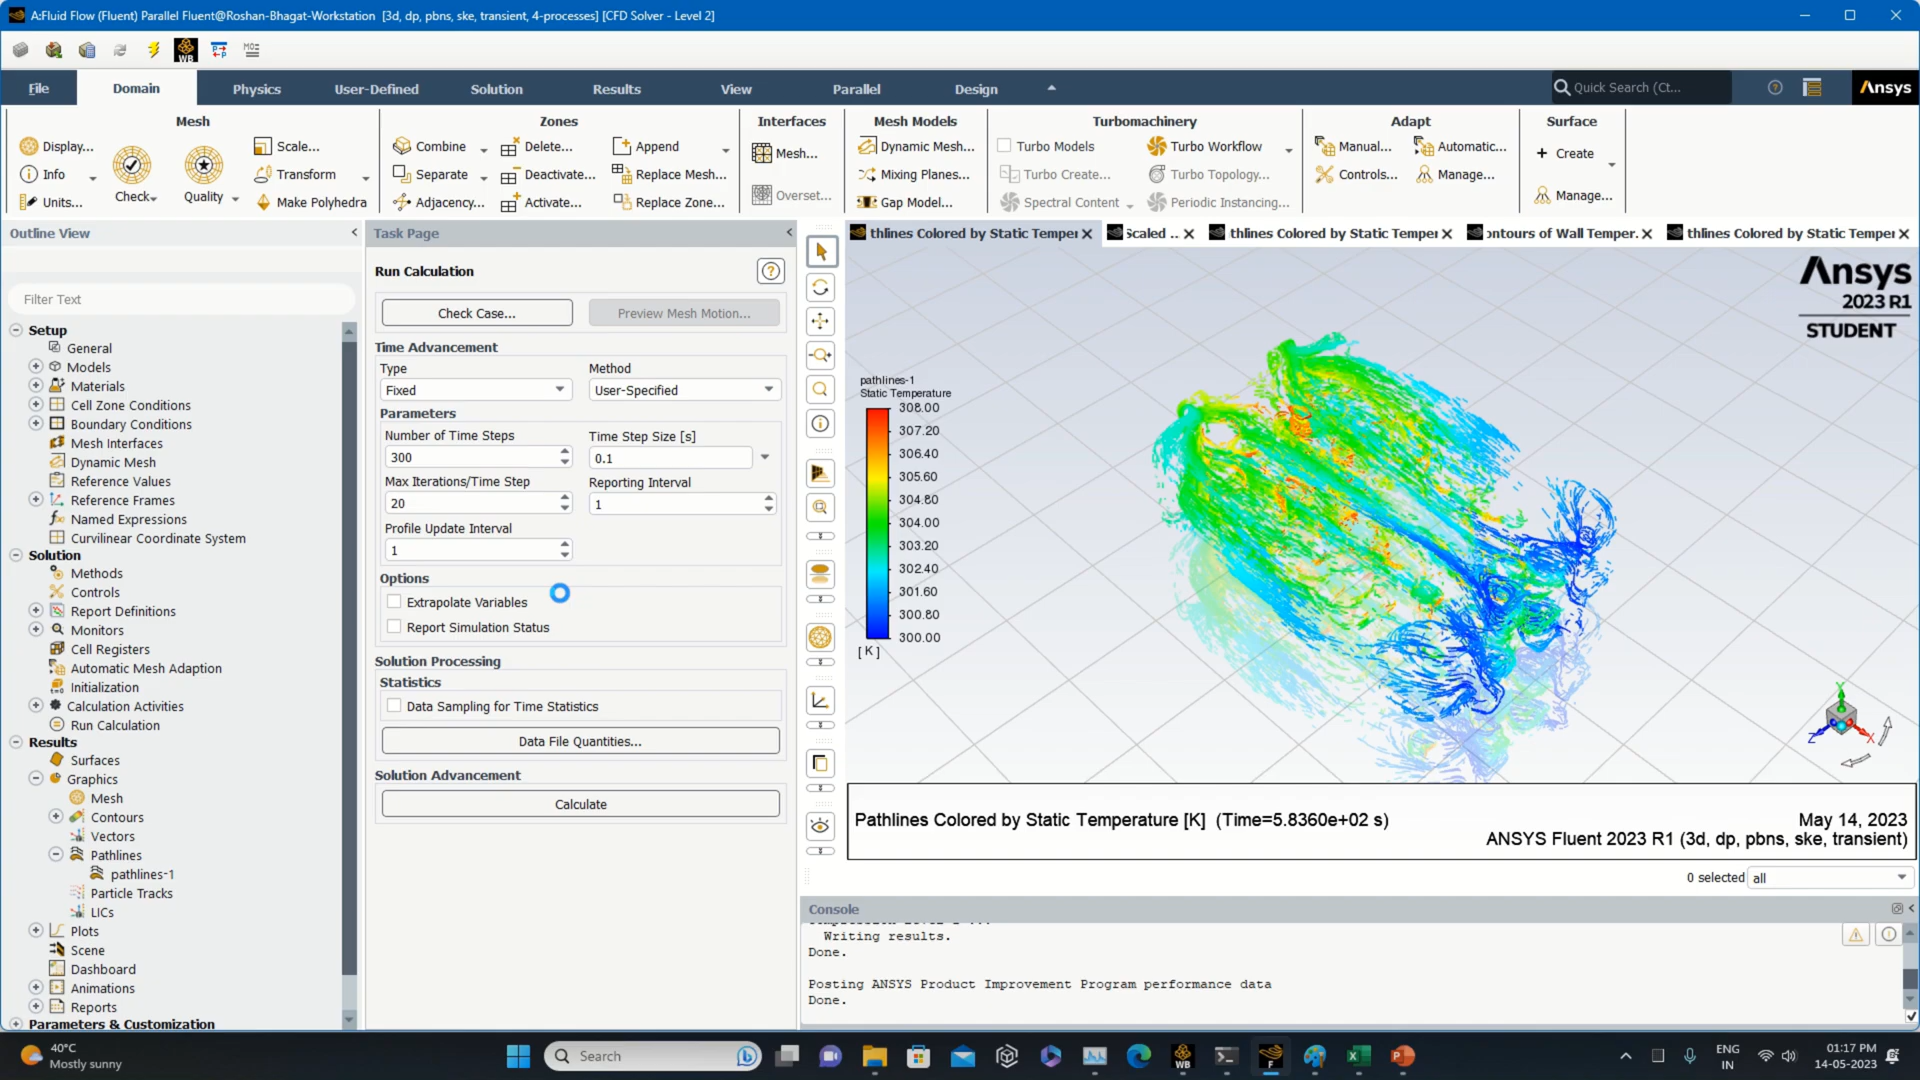 A:Fluid Flow (Fluent) Parallel Fluent@Roshan-Bhagat-Workstation [3d, dp, pbns, ske, transient, 4-processes] [CFD Solver - Level 2]
WB
File Domain Physics User-Defined Solution Results View Parallel Design Quick Search (Ct... Ansys
Mesh
Display...
Info
Units...
Check
Quality
Scale...
Transform
Make Polyhedra
Zones
Combine Delete... Append
Separate Deactivate... Replace Mesh...
Adjacency... Activate... Replace Zone...
Interfaces
Mesh...
Overset...
Mesh Models
Dynamic Mesh...
Mixing Planes...
Gap Model...
Turbomachinery
Turbo Models Turbo Workflow
Turbo Create... Turbo Topology...
Spectral Content Periodic Instancing...
Adapt
Manual... Automatic...
Controls... Manage...
Surface
+ Create
Manage...
Outline View
Filter Text
Setup
General
Models
Materials
Cell Zone Conditions
Boundary Conditions
Mesh Interfaces
Dynamic Mesh
Reference Values
Reference Frames
Named Expressions
Curvilinear Coordinate System
Solution
Methods
Controls
Report Definitions
Monitors
Cell Registers
Automatic Mesh Adaption
Initialization
Calculation Activities
Run Calculation
Results
Surfaces
Graphics
Mesh
Contours
Vectors
Pathlines
pathlines-1
Particle Tracks
LICs
Plots
Scene
Dashboard
Animations
Reports
Parameters & Customization
Task Page
Run Calculation
Check Case... Preview Mesh Motion...
Time Advancement
Type Method
Fixed User-Specified
Parameters
Number of Time Steps Time Step Size [s]
300 0.1
Max Iterations/Time Step Reporting Interval
20 1
Profile Update Interval
1
Options
Extrapolate Variables
Report Simulation Status
Solution Processing
Statistics
Data Sampling for Time Statistics
Data File Quantities...
Solution Advancement
Calculate
thlines Colored by Static Temper Scaled .. thlines Colored by Static Temper ontours of Wall Temper. thlines Colored by Static Temper
Ansys
2023 R1
STUDENT
pathlines-1
Static Temperature
308.00
307.20
306.40
305.60
304.80
304.00
303.20
302.40
301.60
300.80
300.00
[ K ]
Y
Z
X
Pathlines Colored by Static Temperature [K] (Time=5.8360e+02 s)
May 14, 2023
ANSYS Fluent 2023 R1 (3d, dp, pbns, ske, transient)
0 selected all
Console
Writing results.
Done.
Posting ANSYS Product Improvement Program performance data
Done.
40°C
Mostly sunny
Search
WB
ENG
IN
01:17 PM
14-05-2023